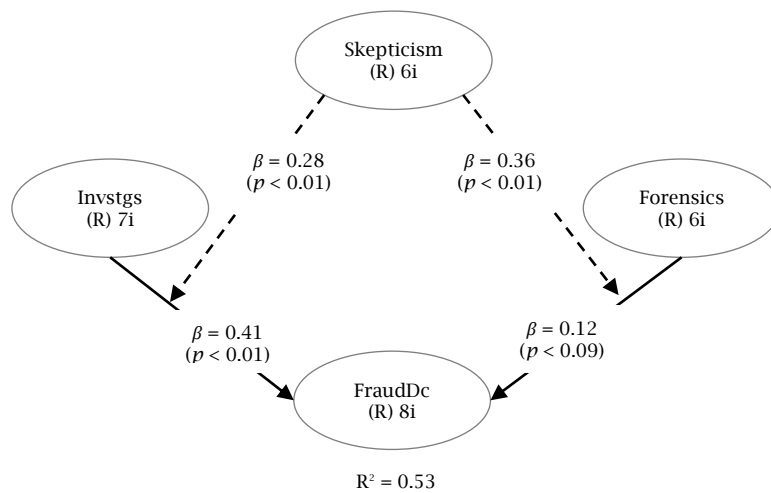 Skepticism
(R) 6i
β = 0.28
(p < 0.01)
β = 0.36
(p < 0.01)
Invstgs
(R) 7i
Forensics
(R) 6i
β = 0.41
(p < 0.01)
β = 0.12
(p < 0.09)
FraudDc
(R) 8i
R² = 0.53